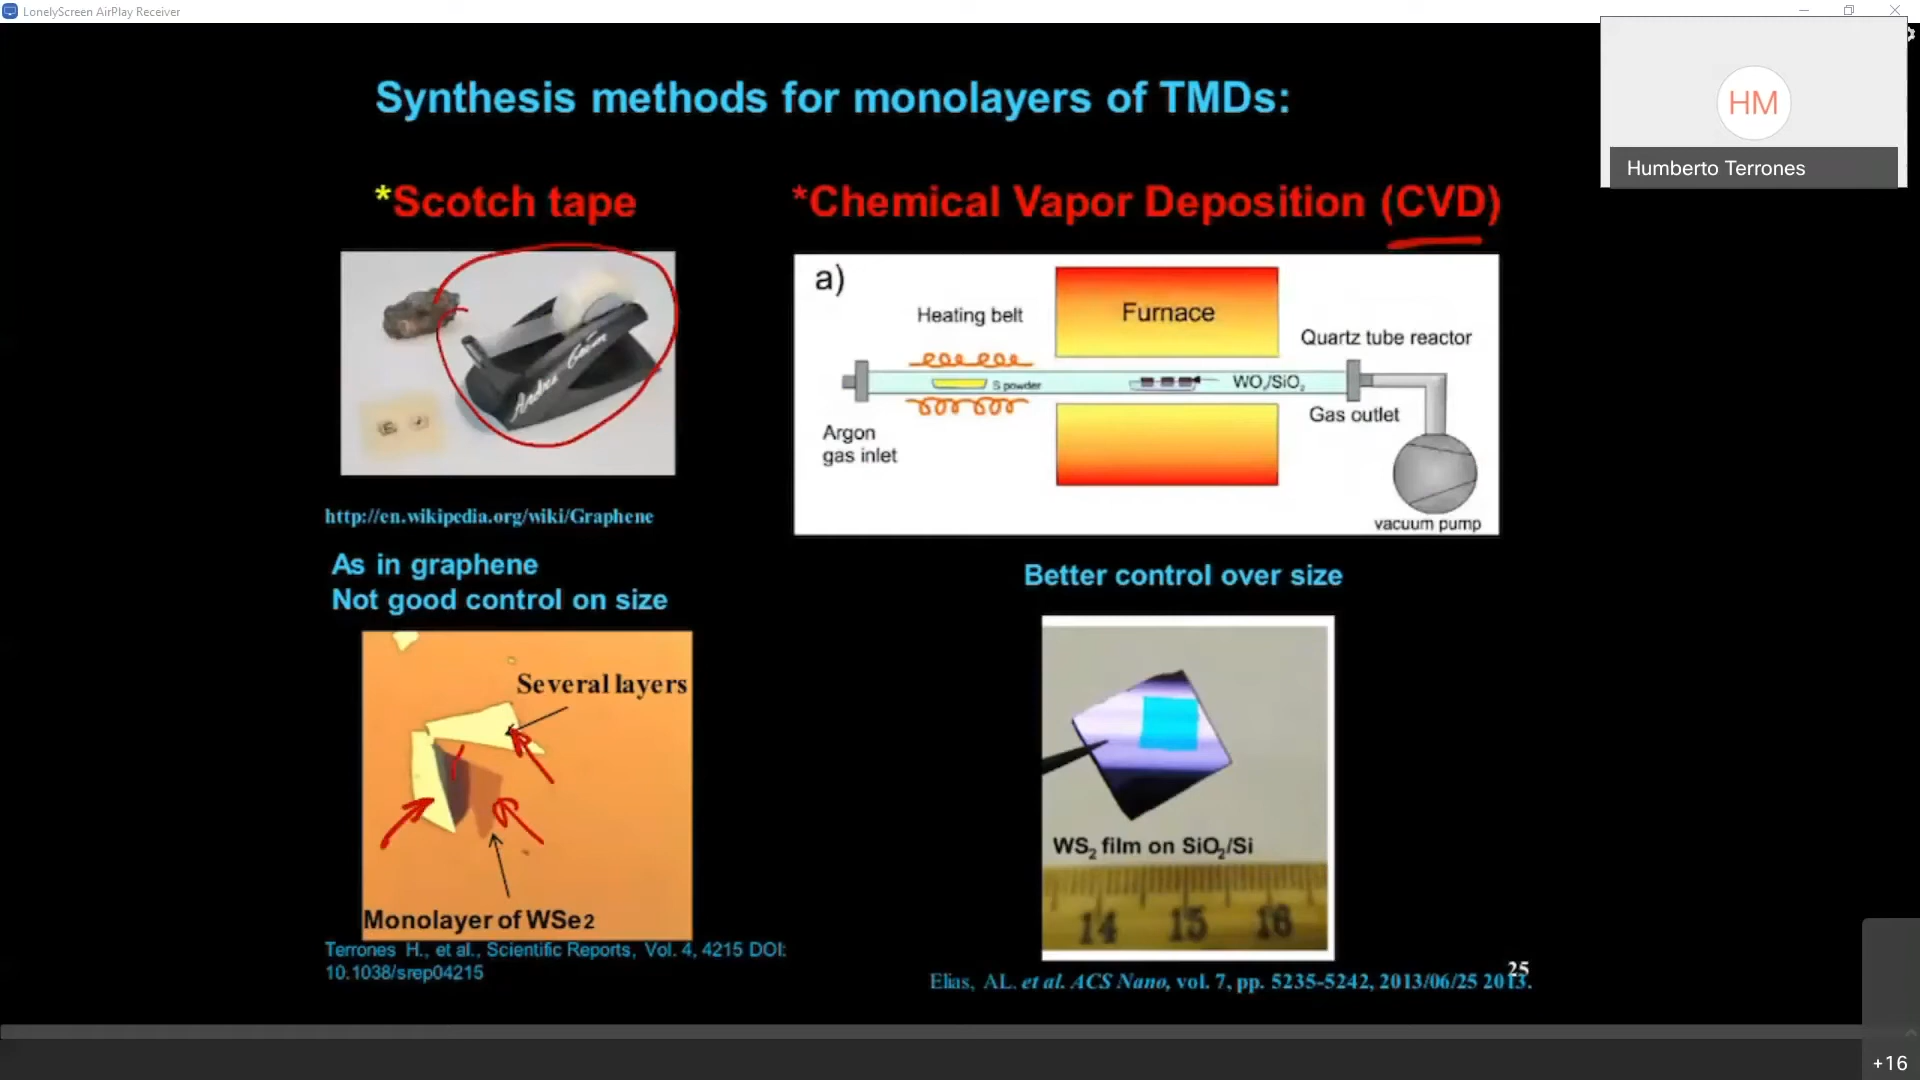 LonelyScreen AirPlay Receiver
HM
Humberto Terrones
Synthesis methods for monolayers of TMDs:
*Scotch tape
*Chemical Vapor Deposition (CVD)
Andre Geim
a)
Heating belt
Furnace
Quartz tube reactor
S powder
WOx/SiO2
Argon
gas inlet
Gas outlet
vacuum pump
http://en.wikipedia.org/wiki/Graphene
As in graphene
Not good control on size
Better control over size
Several layers
Monolayer of WSe2
WS2 film on SiO2/Si
14 15 16
Terrones H., et al., Scientific Reports, Vol. 4, 4215 DOI:
10.1038/srep04215
Elias, AL. et al. ACS Nano, vol. 7, pp. 5235-5242, 2013/06/25 2013.
25
+16